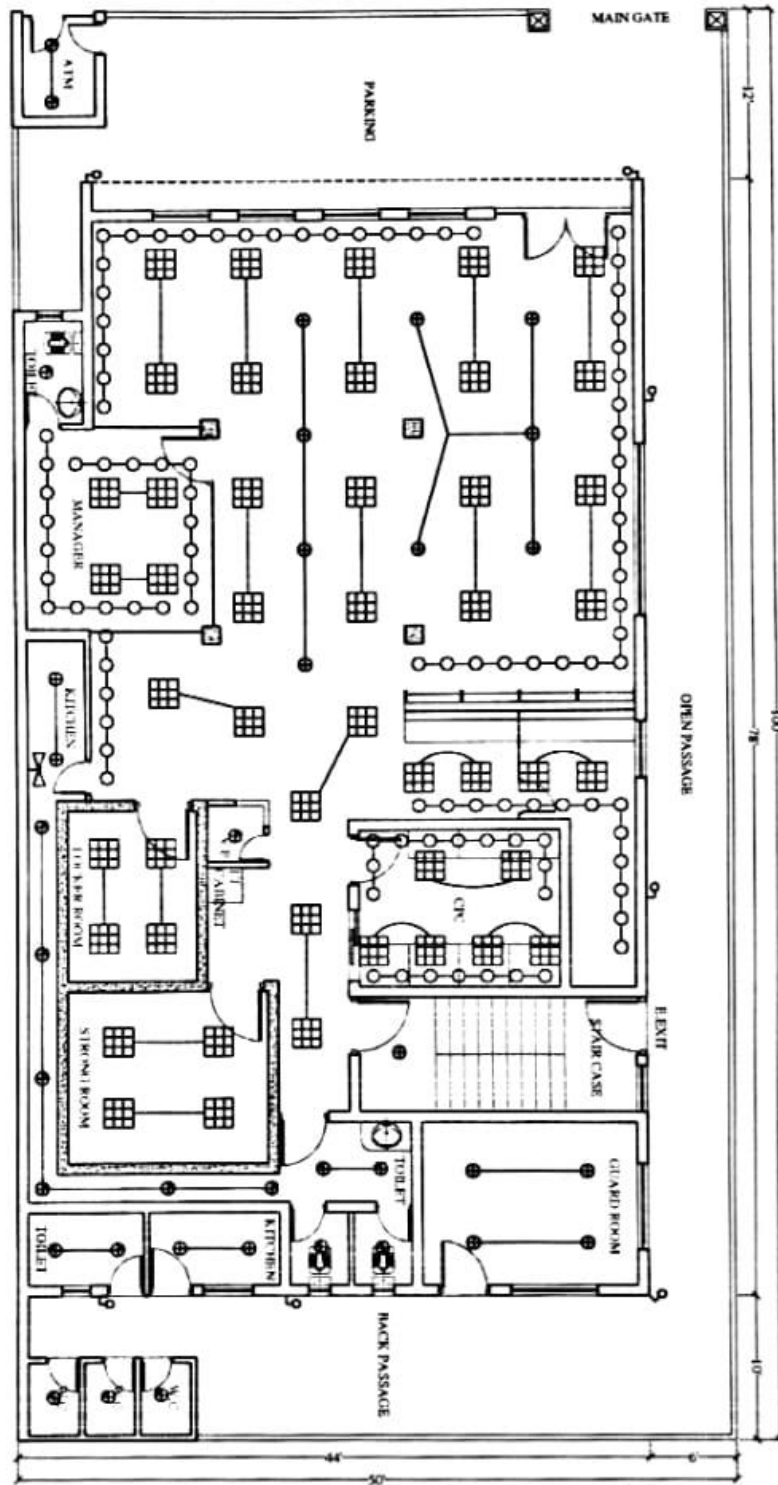 MAIN GATE
12'
ATM
PARKING
TOILET
MANAGER
KITCHEN
OPEN PASSAGE
100'
78'
LOCKER ROOM
CABINET
CPC
STRONG ROOM
STAIR CASE
E.EXIT
TOILET
GUARD ROOM
TOILET
KITCHEN
BACK PASSAGE
10'
W.C
44'
6'
50'